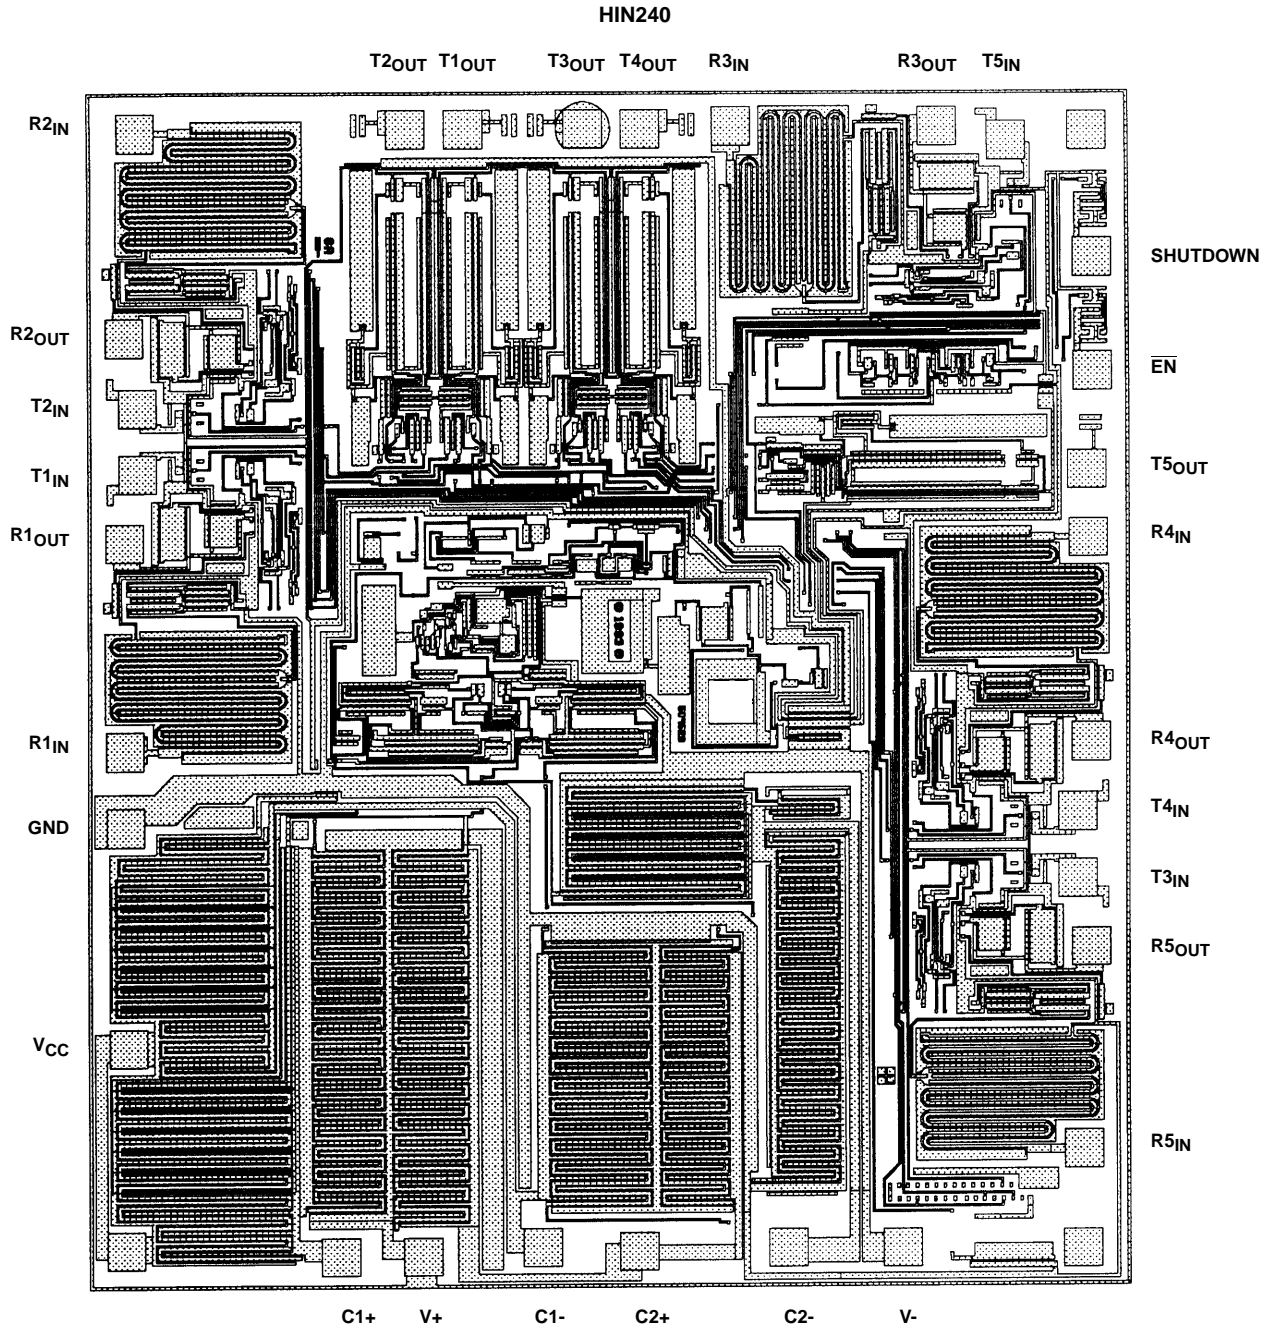 HIN240
T2OUT T1OUT T3OUT T4OUT R3IN R3OUT T5IN
R2IN
SHUTDOWN
R2OUT
EN
T2IN
T5OUT
T1IN
R4IN
R1OUT
© 1993 ©
R1IN
R4OUT
T4IN
GND
T3IN
R5OUT
VCC
R5IN
C1+ V+ C1- C2+ C2- V-